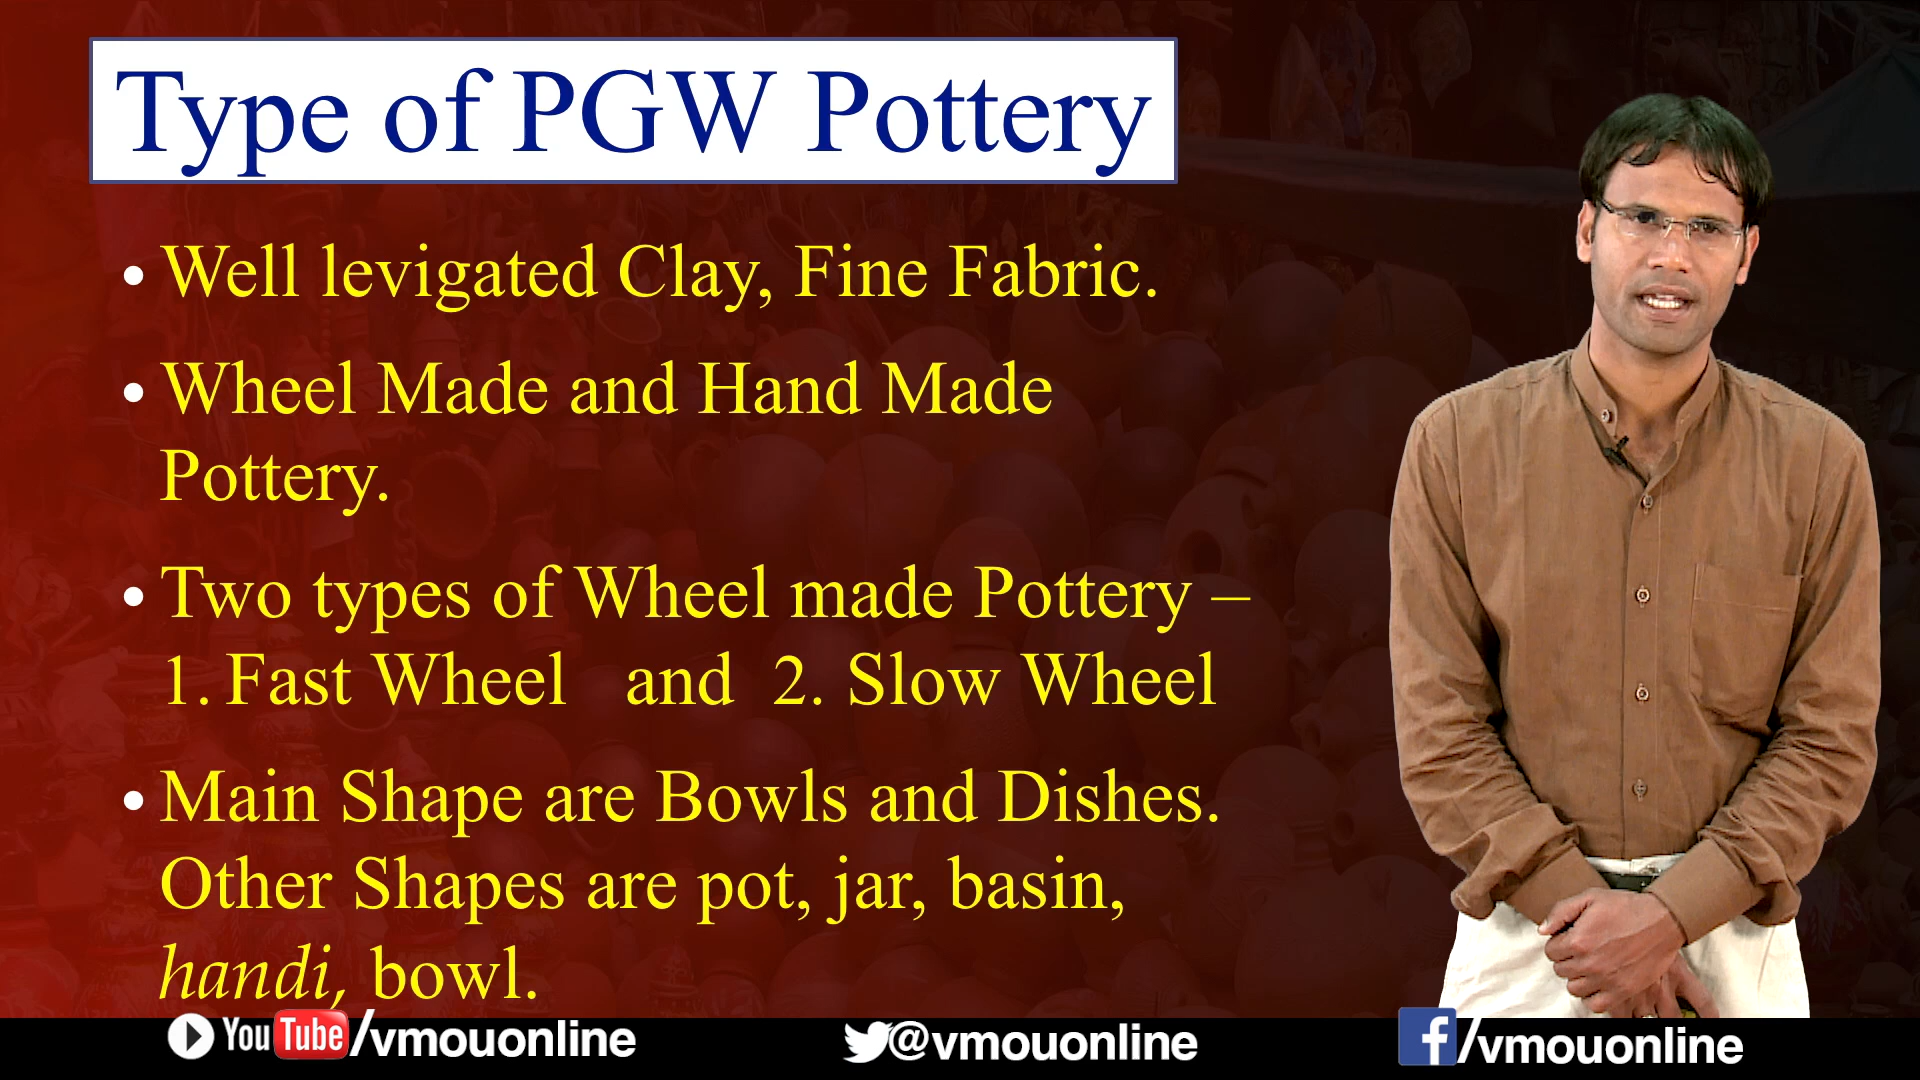 Type of PGW Pottery
• Well levigated Clay, Fine Fabric.
• Wheel Made and Hand Made
Pottery.
• Two types of Wheel made Pottery –
1. Fast Wheel and 2. Slow Wheel
• Main Shape are Bowls and Dishes.
Other Shapes are pot, jar, basin,
handi, bowl.
YouTube/vmouonline @vmouonline f/vmouonline